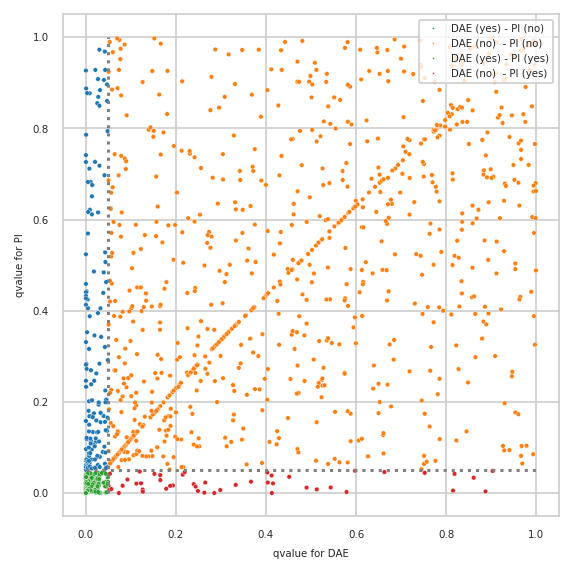 DAE (yes) - PI (no)
DAE (no)  - PI (no)
DAE (yes) - PI (yes)
DAE (no)  - PI (yes)
1.0
0.8
0.6
0.4
0.2
0.0
qvalue for PI
0.0 0.2 0.4 0.6 0.8 1.0
qvalue for DAE